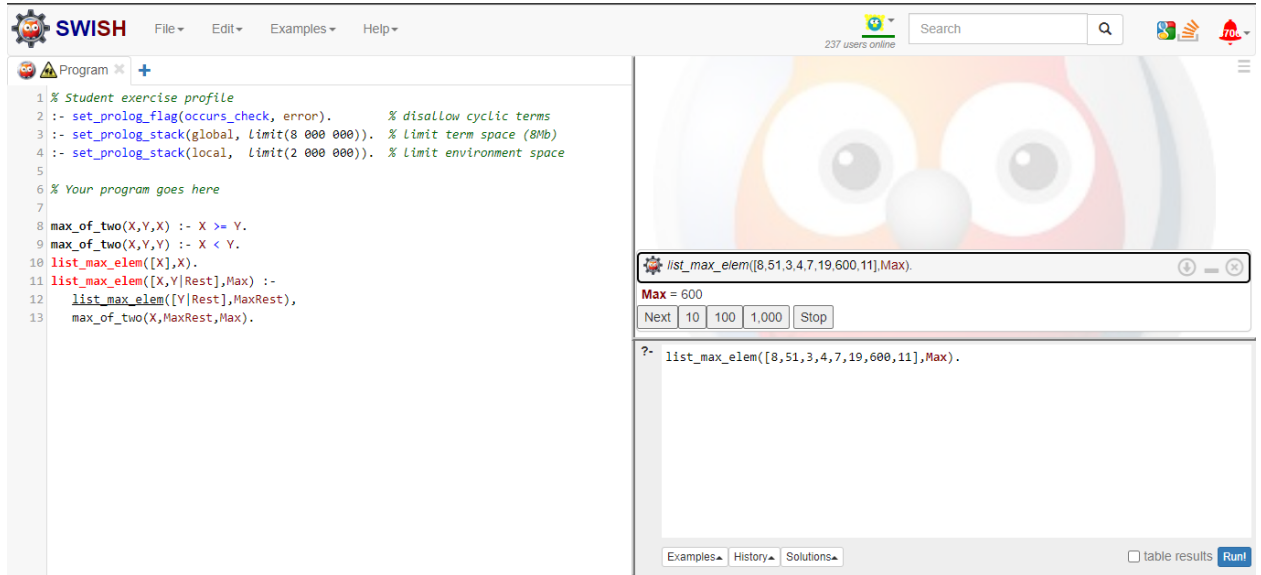 SWISH File Edit Examples Help 237 users online Search 706
Program
1 % Student exercise profile
2 :- set_prolog_flag(occurs_check, error). % disallow cyclic terms
3 :- set_prolog_stack(global, limit(8 000 000)). % limit term space (8Mb)
4 :- set_prolog_stack(local, limit(2 000 000)). % limit environment space
5
6 % Your program goes here
7
8 max_of_two(X,Y,X) :- X >= Y.
9 max_of_two(X,Y,Y) :- X < Y.
10 list_max_elem([X],X).
11 list_max_elem([X,Y|Rest],Max) :-
12 list_max_elem([Y|Rest],MaxRest),
13 max_of_two(X,MaxRest,Max).
list_max_elem([8,51,3,4,7,19,600,11],Max).
Max = 600
Next 10 100 1,000 Stop
?- list_max_elem([8,51,3,4,7,19,600,11],Max).
Examples History Solutions table results Run!